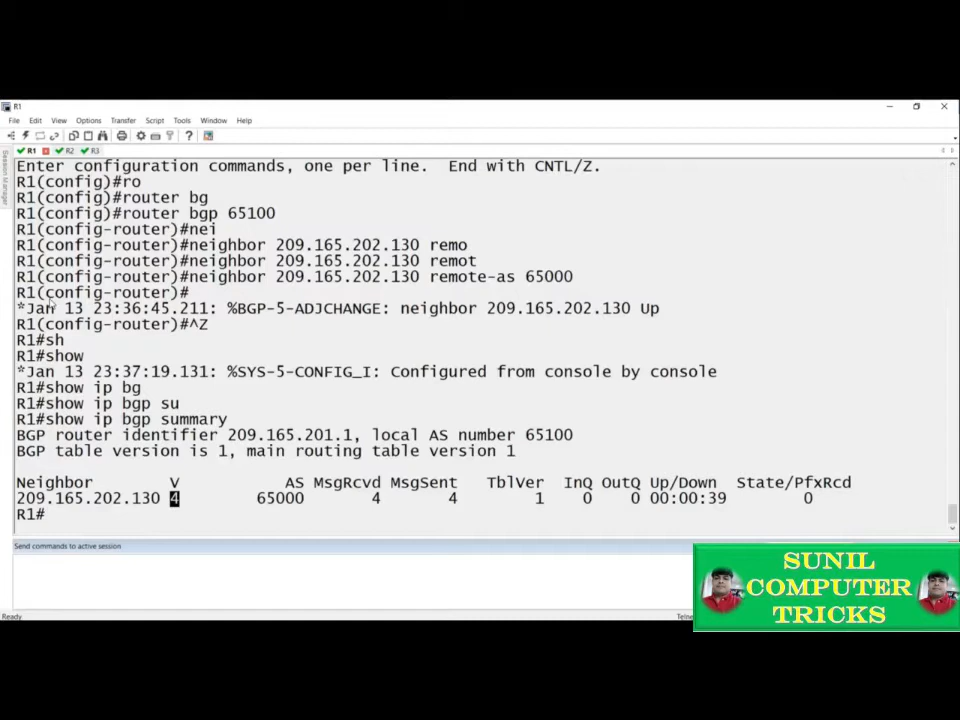 R1
File Edit View Options Transfer Script Tools Window Help
R1 R2 R3
Session Manager
Enter configuration commands, one per line. End with CNTL/Z.
R1(config)#ro
R1(config)#router bg
R1(config)#router bgp 65100
R1(config-router)#nei
R1(config-router)#neighbor 209.165.202.130 remo
R1(config-router)#neighbor 209.165.202.130 remot
R1(config-router)#neighbor 209.165.202.130 remote-as 65000
R1(config-router)#
*Jan 13 23:36:45.211: %BGP-5-ADJCHANGE: neighbor 209.165.202.130 Up
R1(config-router)#^Z
R1#sh
R1#show
*Jan 13 23:37:19.131: %SYS-5-CONFIG_I: Configured from console by console
R1#show ip bg
R1#show ip bgp su
R1#show ip bgp summary
BGP router identifier 209.165.201.1, local AS number 65100
BGP table version is 1, main routing table version 1
Neighbor V AS MsgRcvd MsgSent TblVer InQ OutQ Up/Down State/PfxRcd
209.165.202.130 4 65000 4 4 1 0 0 00:00:39 0
R1#
Send commands to active session
SUNIL
COMPUTER
TRICKS
Ready